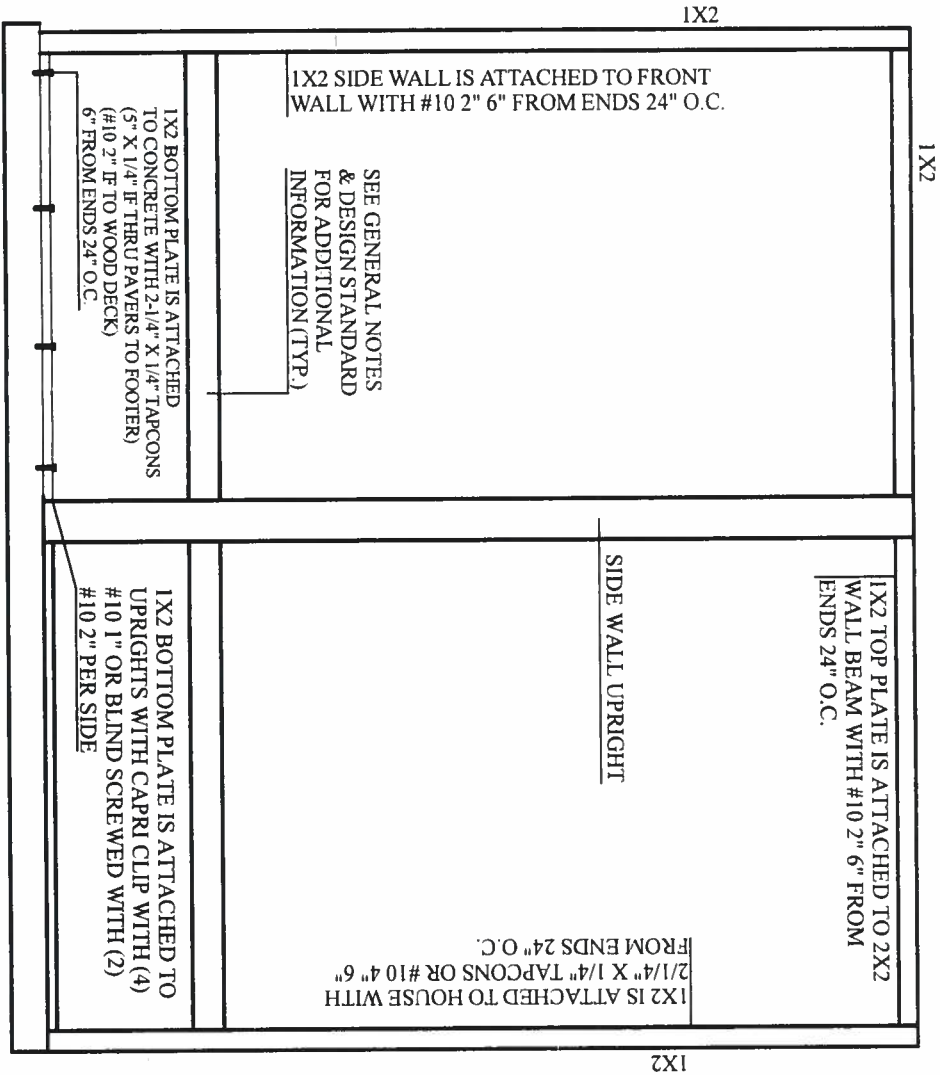 1X2
1X2
1X2 SIDE WALL IS ATTACHED TO FRONT
WALL WITH #10 2" 6" FROM ENDS 24" O.C.
SEE GENERAL NOTES
& DESIGN STANDARD
FOR ADDITIONAL
INFORMATION (TYP.)
1X2 BOTTOM PLATE IS ATTACHED
TO CONCRETE WITH 2-1/4" X 1/4" TAPCONS
(5" X 1/4" IF THRU PAVERS TO FOOTER)
(#10 2" IF TO WOOD DECK)
6" FROM ENDS 24" O.C.
1X2 TOP PLATE IS ATTACHED TO 2X2
WALL BEAM WITH #10 2" 6" FROM
ENDS 24" O.C.
SIDE WALL UPRIGHT
1X2 BOTTOM PLATE IS ATTACHED TO
UPRIGHTS WITH CAPRI CLIP WITH (4)
#10 1" OR BLIND SCREWED WITH (2)
#10 2" PER SIDE
1X2 IS ATTACHED TO HOUSE WITH
2/1/4" X 1/4" TAPCONS OR #10 4" 6"
FROM ENDS 24" O.C.
1X2